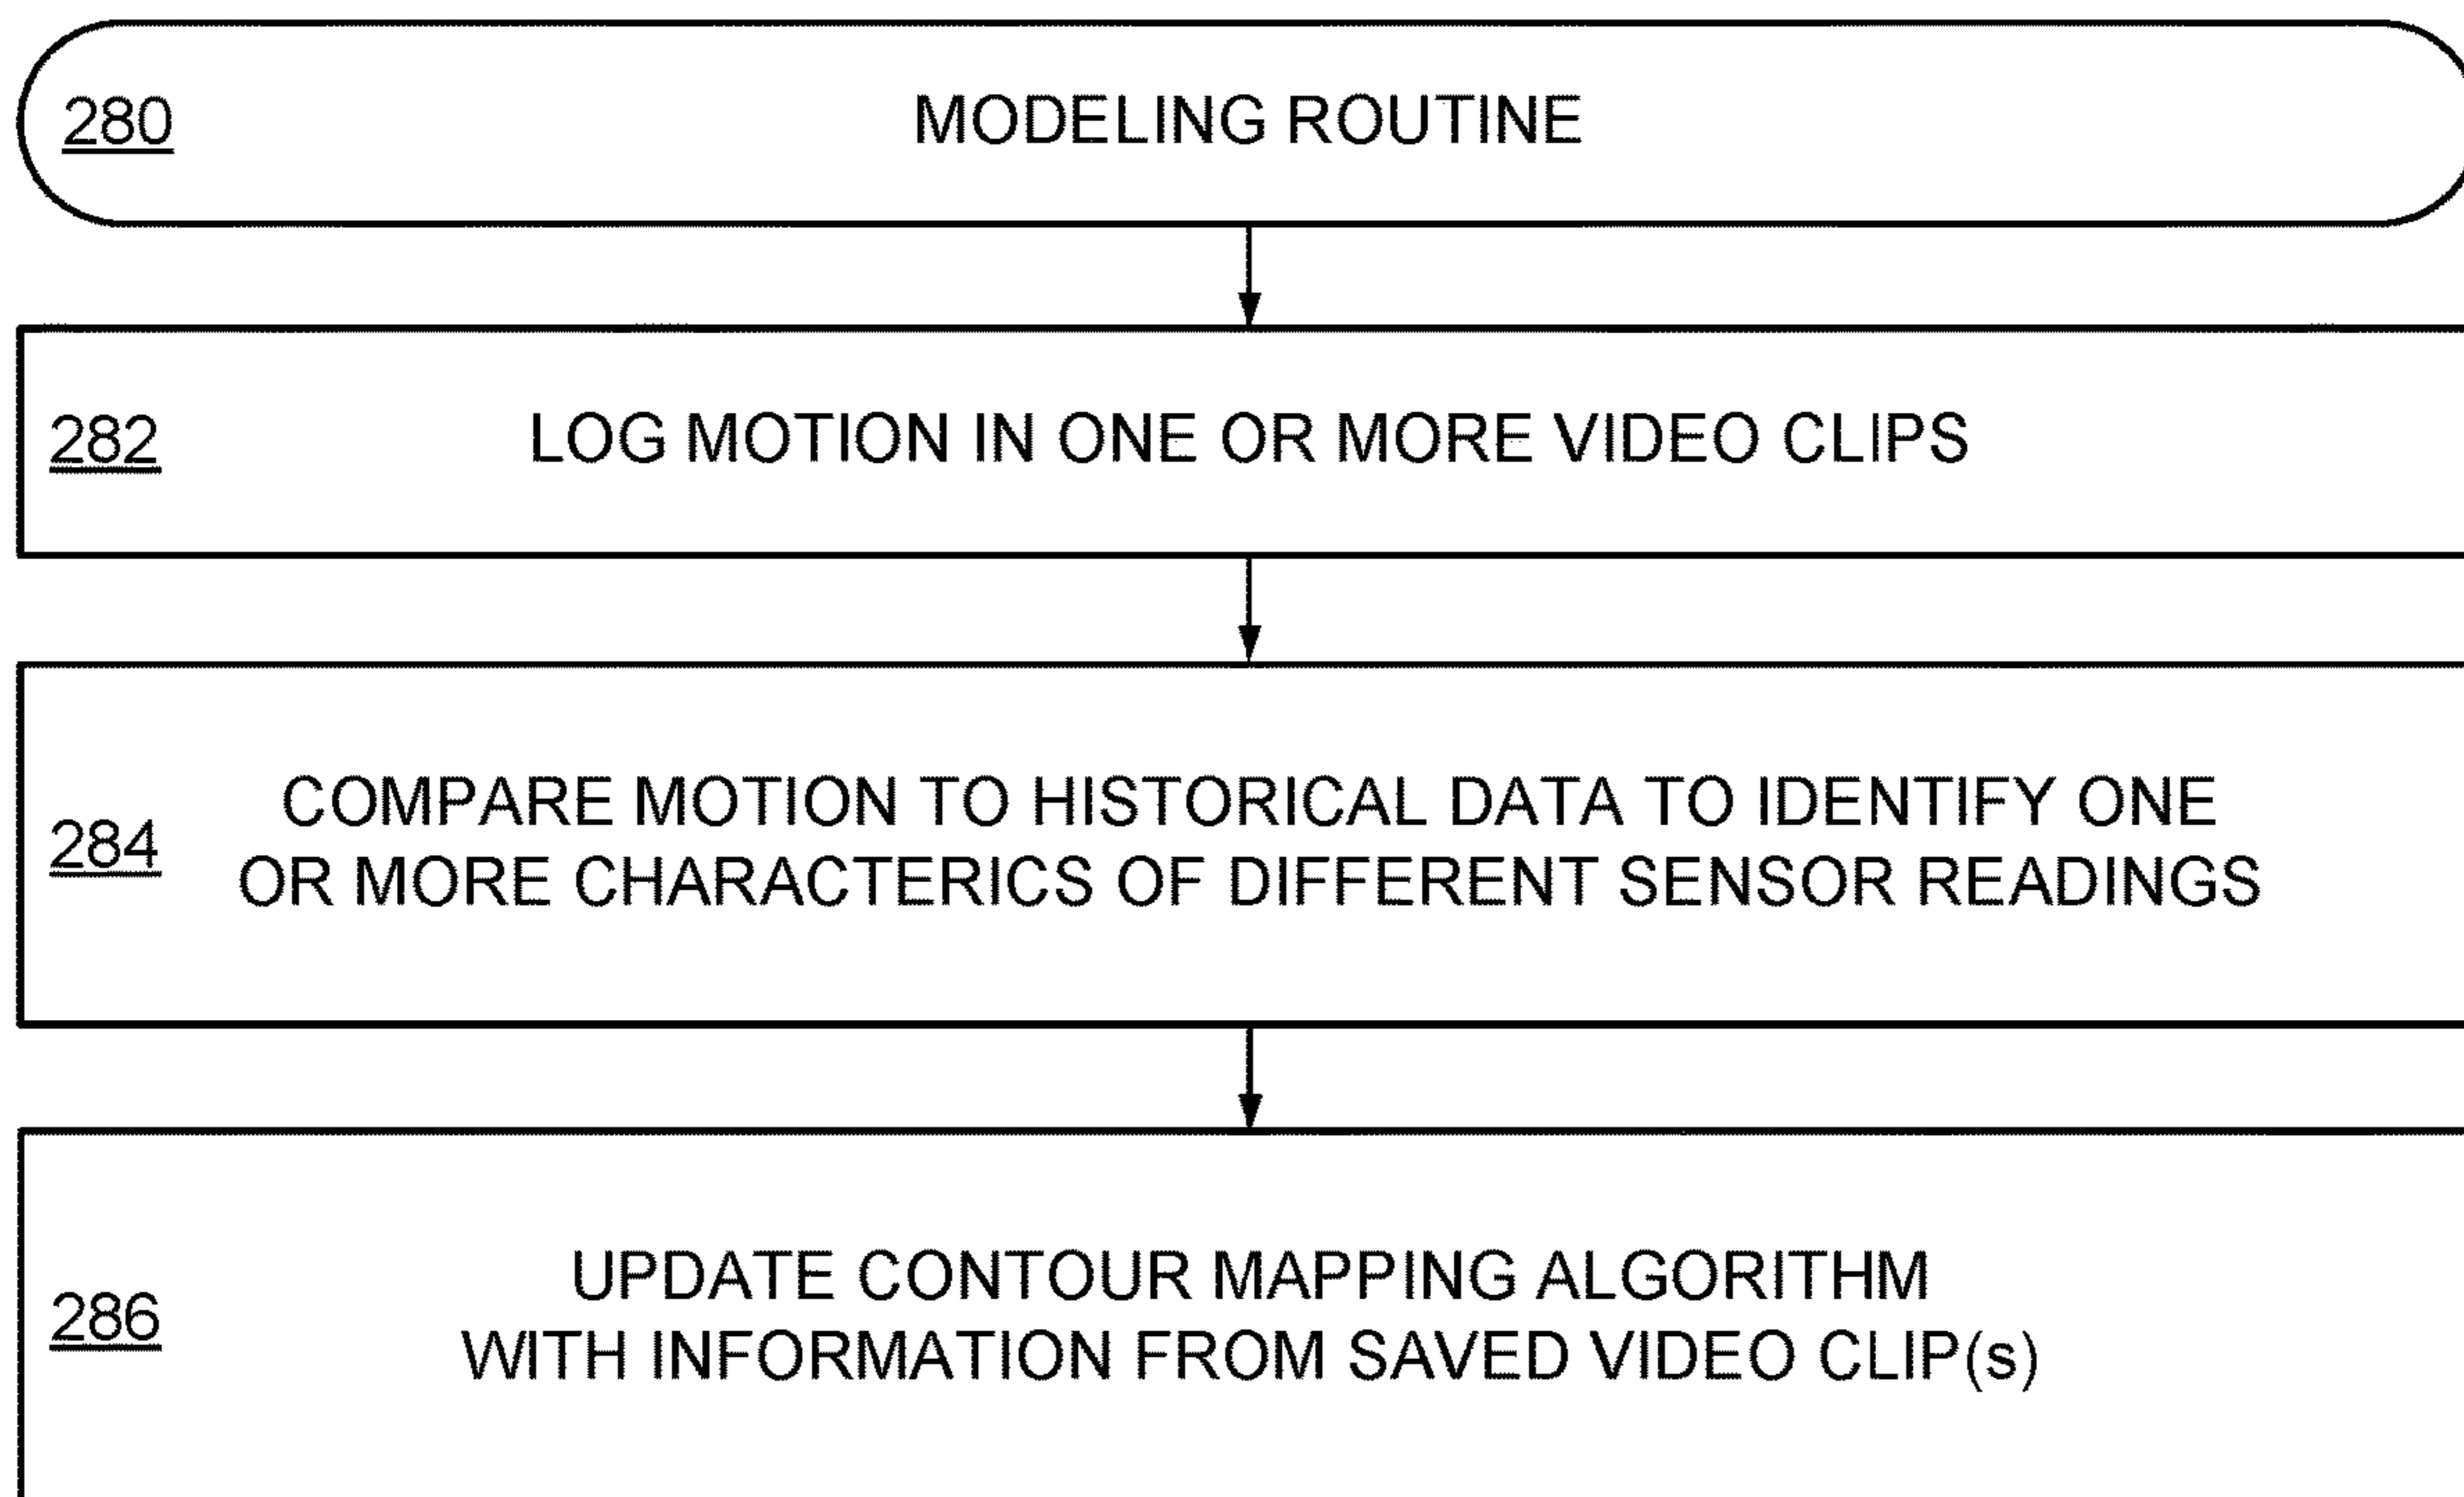 280 MODELING ROUTINE
282 LOG MOTION IN ONE OR MORE VIDEO CLIPS
284 COMPARE MOTION TO HISTORICAL DATA TO IDENTIFY ONE
OR MORE CHARACTERICS OF DIFFERENT SENSOR READINGS
286 UPDATE CONTOUR MAPPING ALGORITHM
WITH INFORMATION FROM SAVED VIDEO CLIP(s)